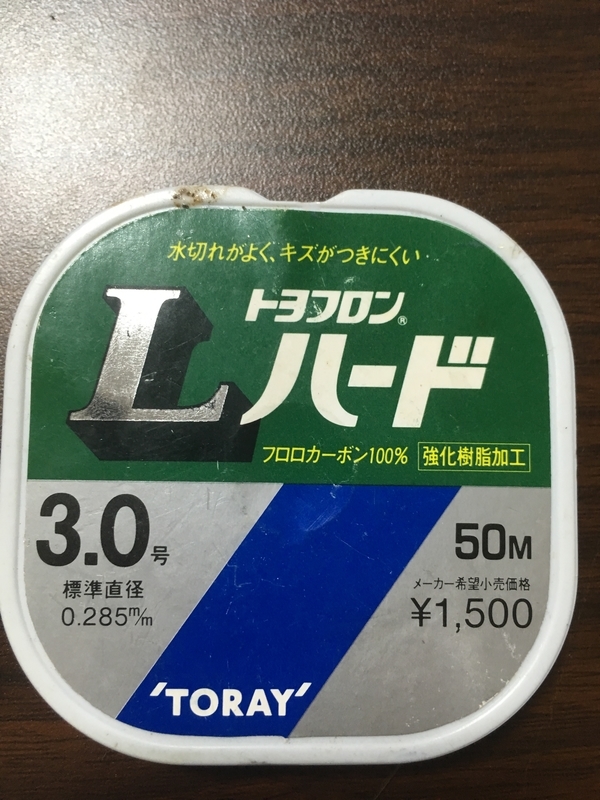 水切れがよく、キズがつきにくい
トヨフロン®
Lハード
フロロカーボン100% 強化樹脂加工
3.0号
標準直径
0.285m/m
50M
メーカー希望小売価格
¥1,500
'TORAY'